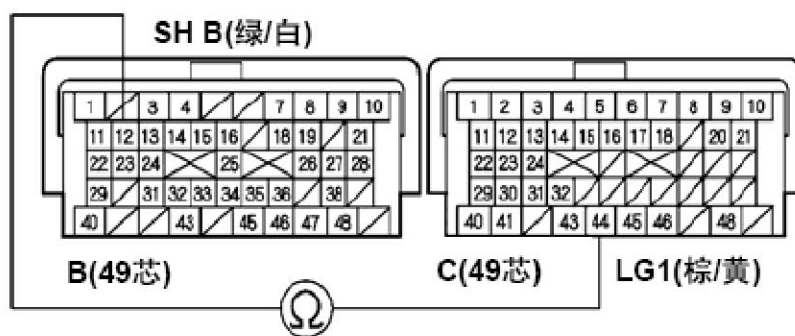 SH B(绿/白)
1 3 4 7 8 9 10
11 12 13 14 15 16 18 19 21
22 23 24 25 26 27 28
29 31 32 33 34 35 36 38
40 43 45 46 47 48
B(49芯)
1 2 3 4 5 6 7 8 9 10
11 12 13 14 15 16 17 18 20 21
22 23 24
29 30 31 32
40 41 43 44 45 46 48
C(49芯)
LG1(棕/黄)
Ω